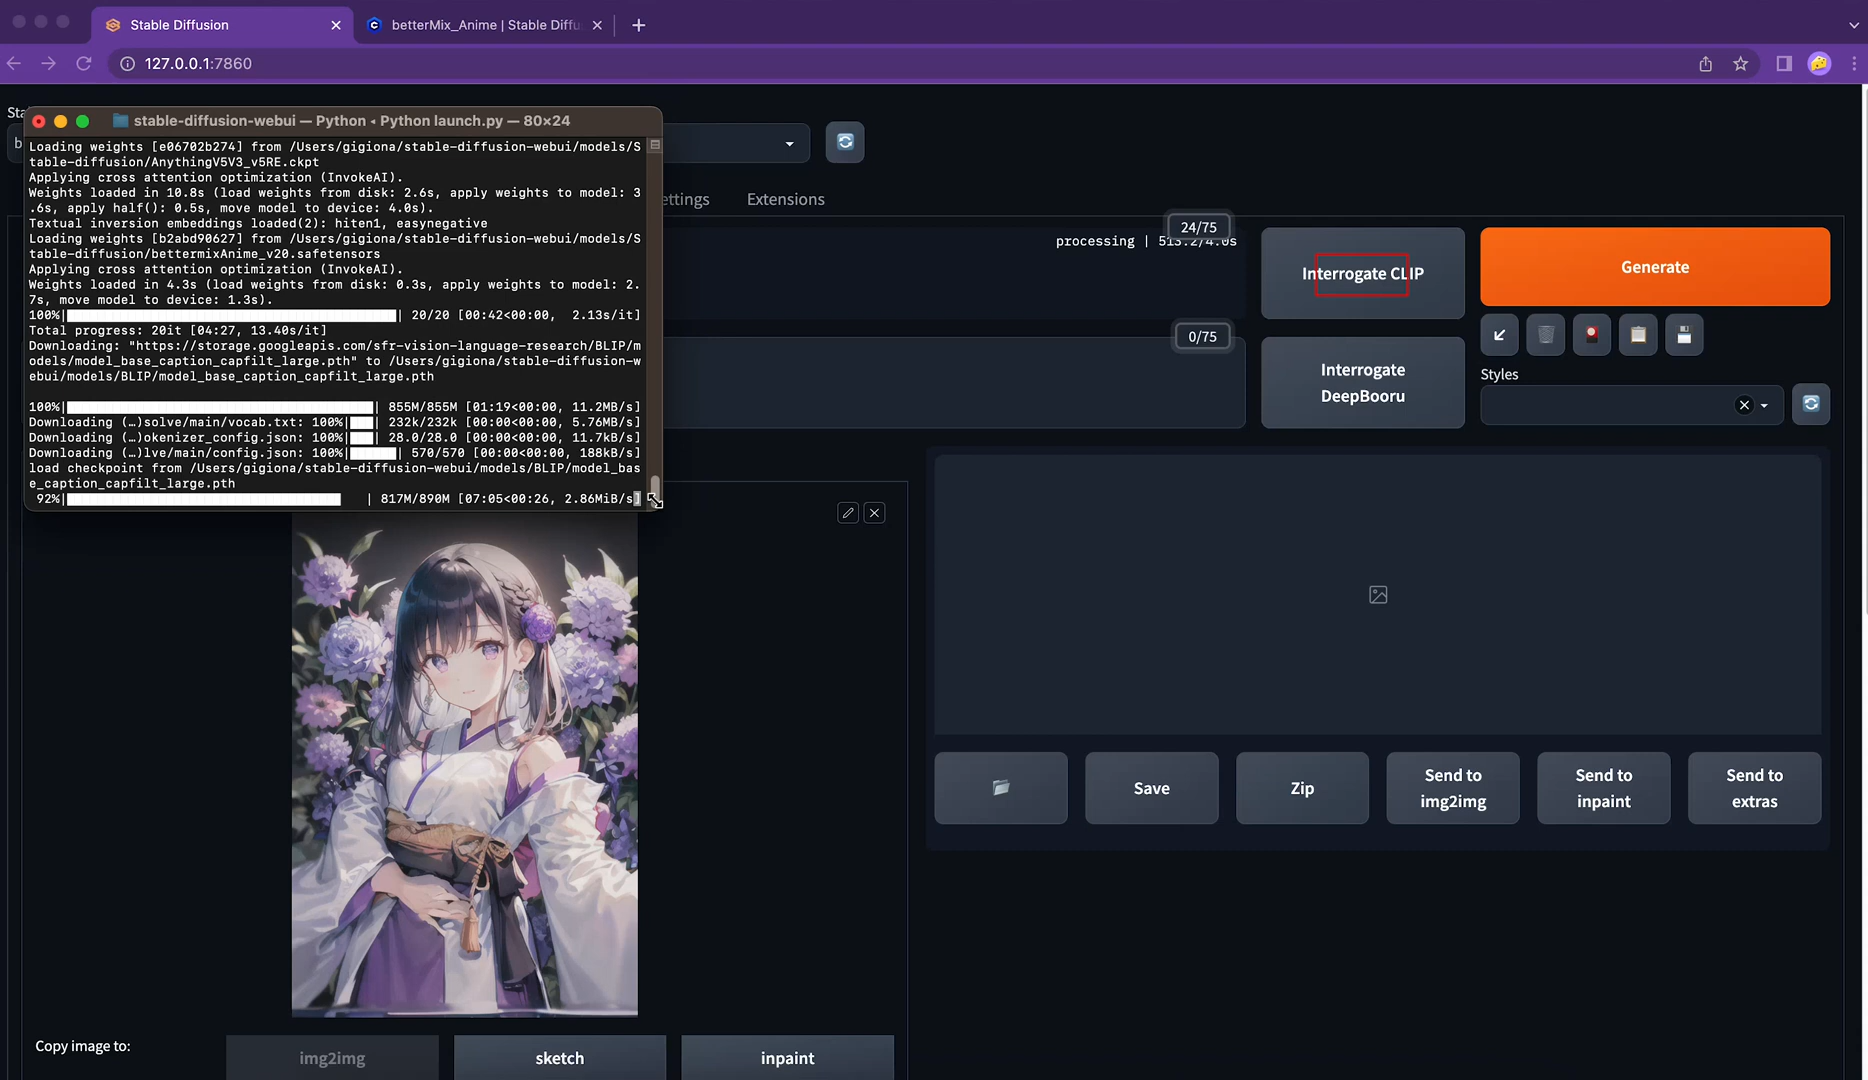 Stable Diffusion
betterMix_Anime | Stable Diffu
127.0.0.1:7860
Sta
b
stable-diffusion-webui — Python ◂ Python launch.py — 80×24
Loading weights [e06702b274] from /Users/gigiona/stable-diffusion-webui/models/S
table-diffusion/AnythingV5V3_v5RE.ckpt
Applying cross attention optimization (InvokeAI).
Weights loaded in 10.8s (load weights from disk: 2.6s, apply weights to model: 3
.6s, apply half(): 0.5s, move model to device: 4.0s).
Textual inversion embeddings loaded(2): hiten1, easynegative
Loading weights [b2abd90627] from /Users/gigiona/stable-diffusion-webui/models/S
table-diffusion/bettermixAnime_v20.safetensors
Applying cross attention optimization (InvokeAI).
Weights loaded in 4.3s (load weights from disk: 0.3s, apply weights to model: 2.
7s, move model to device: 1.3s).
100%| | 20/20 [00:42<00:00, 2.13s/it]
Total progress: 20it [04:27, 13.40s/it]
Downloading: "https://storage.googleapis.com/sfr-vision-language-research/BLIP/m
odels/model_base_caption_capfilt_large.pth" to /Users/gigiona/stable-diffusion-w
ebui/models/BLIP/model_base_caption_capfilt_large.pth
100%| | 855M/855M [01:19<00:00, 11.2MB/s]
Downloading (…)solve/main/vocab.txt: 100%| | 232k/232k [00:00<00:00, 5.76MB/s]
Downloading (…)okenizer_config.json: 100%| | 28.0/28.0 [00:00<00:00, 11.7kB/s]
Downloading (…)lve/main/config.json: 100%| | 570/570 [00:00<00:00, 188kB/s]
load checkpoint from /Users/gigiona/stable-diffusion-webui/models/BLIP/model_bas
e_caption_capfilt_large.pth
92%| | 817M/890M [07:05<00:26, 2.86MiB/s]
ettings
Extensions
24/75
processing | 513.2/4.0s
0/75
Interrogate CLIP
Interrogate
DeepBooru
Generate
Styles
Save
Zip
Send to
img2img
Send to
inpaint
Send to
extras
Copy image to:
img2img
sketch
inpaint